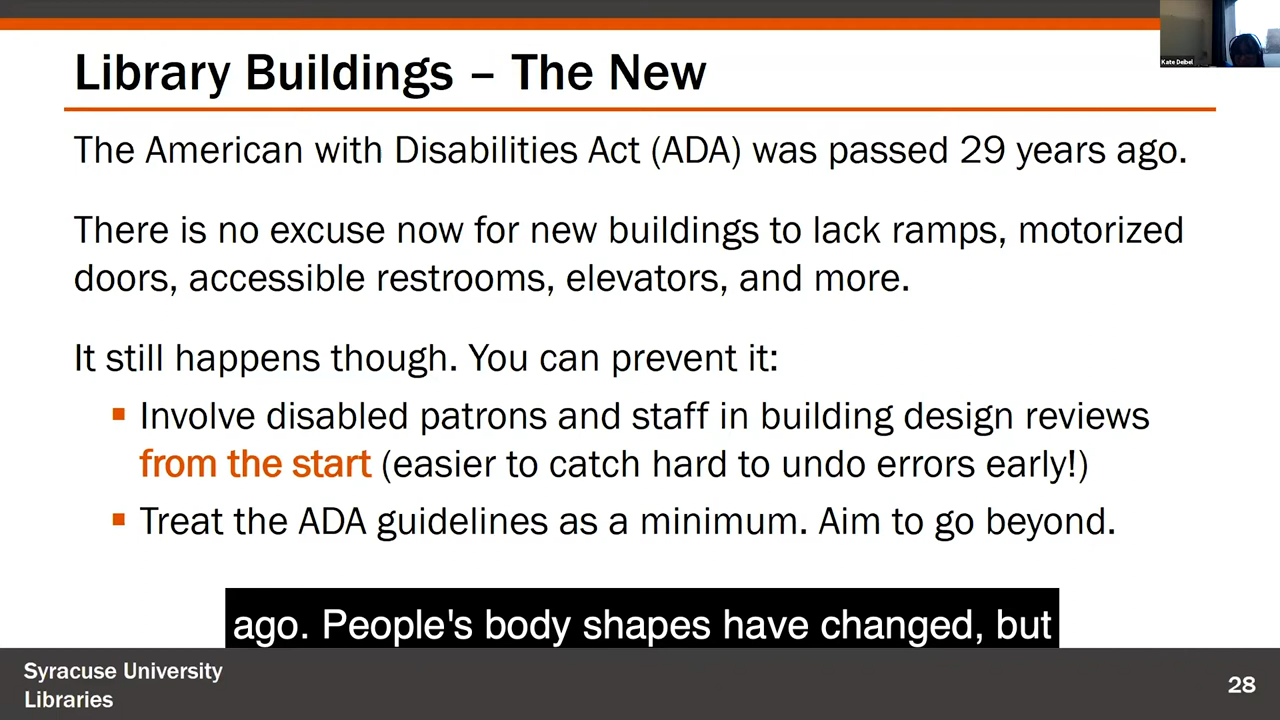 Library Buildings – The New
Kate Deibel
The American with Disabilities Act (ADA) was passed 29 years ago.
There is no excuse now for new buildings to lack ramps, motorized
doors, accessible restrooms, elevators, and more.
It still happens though. You can prevent it:
▪ Involve disabled patrons and staff in building design reviews
from the start (easier to catch hard to undo errors early!)
▪ Treat the ADA guidelines as a minimum. Aim to go beyond.
ago. People's body shapes have changed, but
Syracuse University
Libraries
28